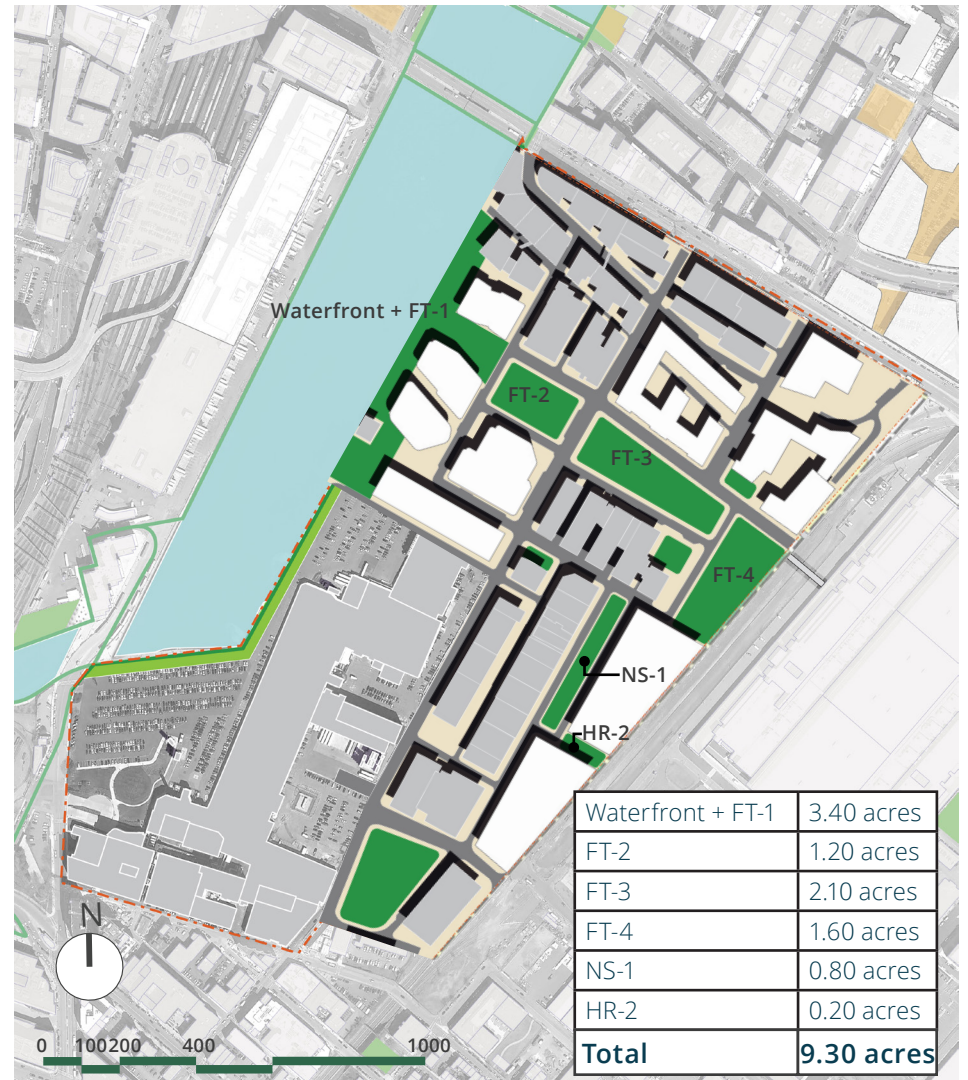 Waterfront + FT-1
FT-2
FT-3
FT-4
NS-1
HR-2
Waterfront + FT-1 3.40 acres
FT-2 1.20 acres
FT-3 2.10 acres
FT-4 1.60 acres
NS-1 0.80 acres
HR-2 0.20 acres
Total 9.30 acres
N
0 100 200 400 1000